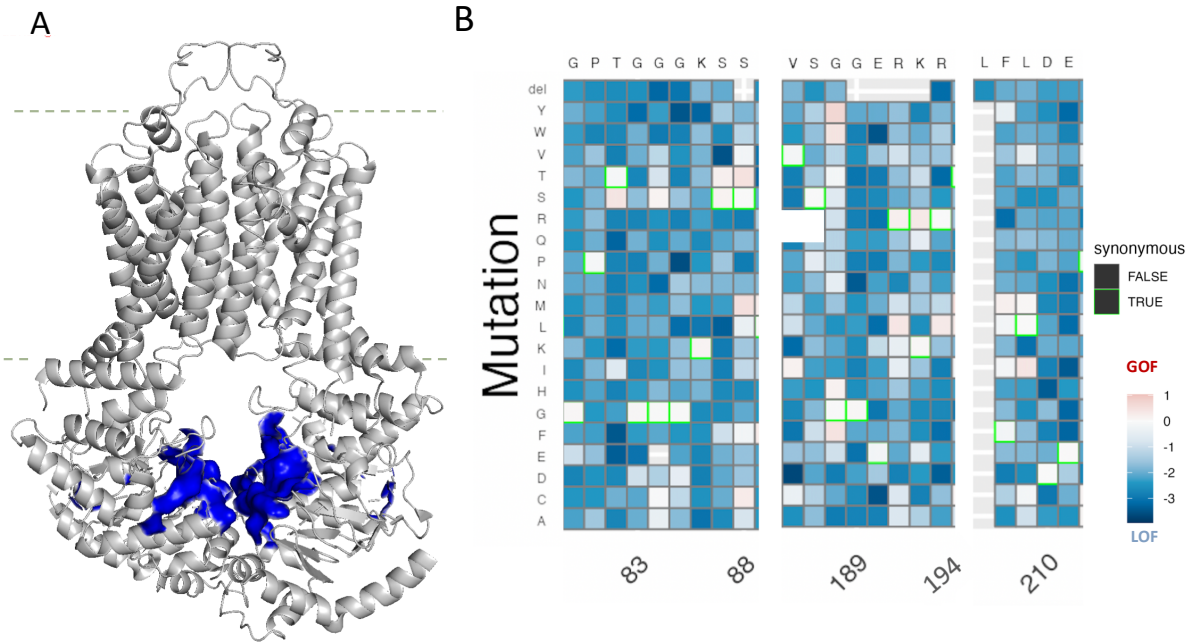 A
B
G P T G G G K S S
V S G G E R K R
L F L D E
del
Y
W
V
T
S
R
Q
P
N
M
L
K
I
H
G
F
E
D
C
A
Mutation
83
88
189
194
210
synonymous
FALSE
TRUE
GOF
1
0
-1
-2
-3
LOF